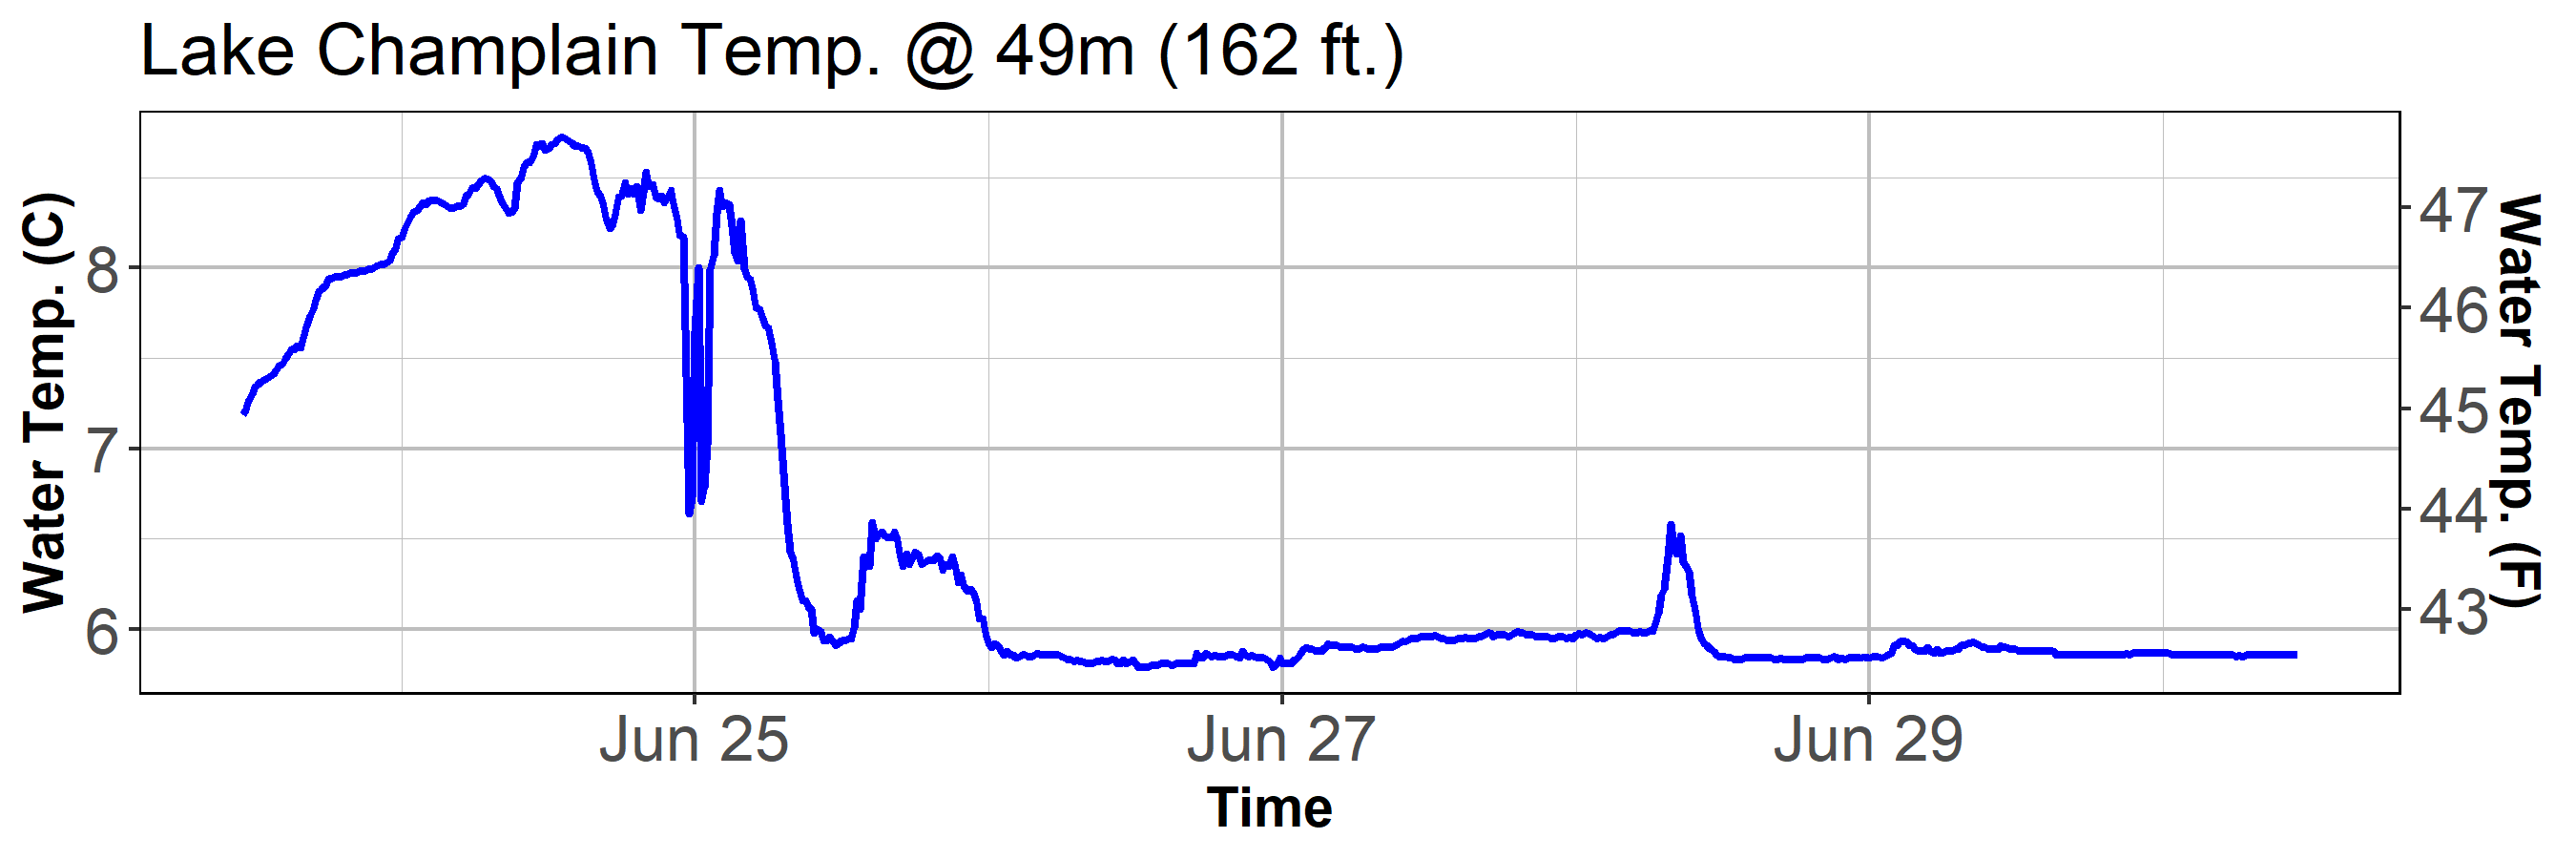 Lake Champlain Temp. @ 49m (162 ft.)
Water Temp. (C)
8
7
6
47
46
45
44
43
Water Temp. (F)
Jun 25 Jun 27 Jun 29
Time